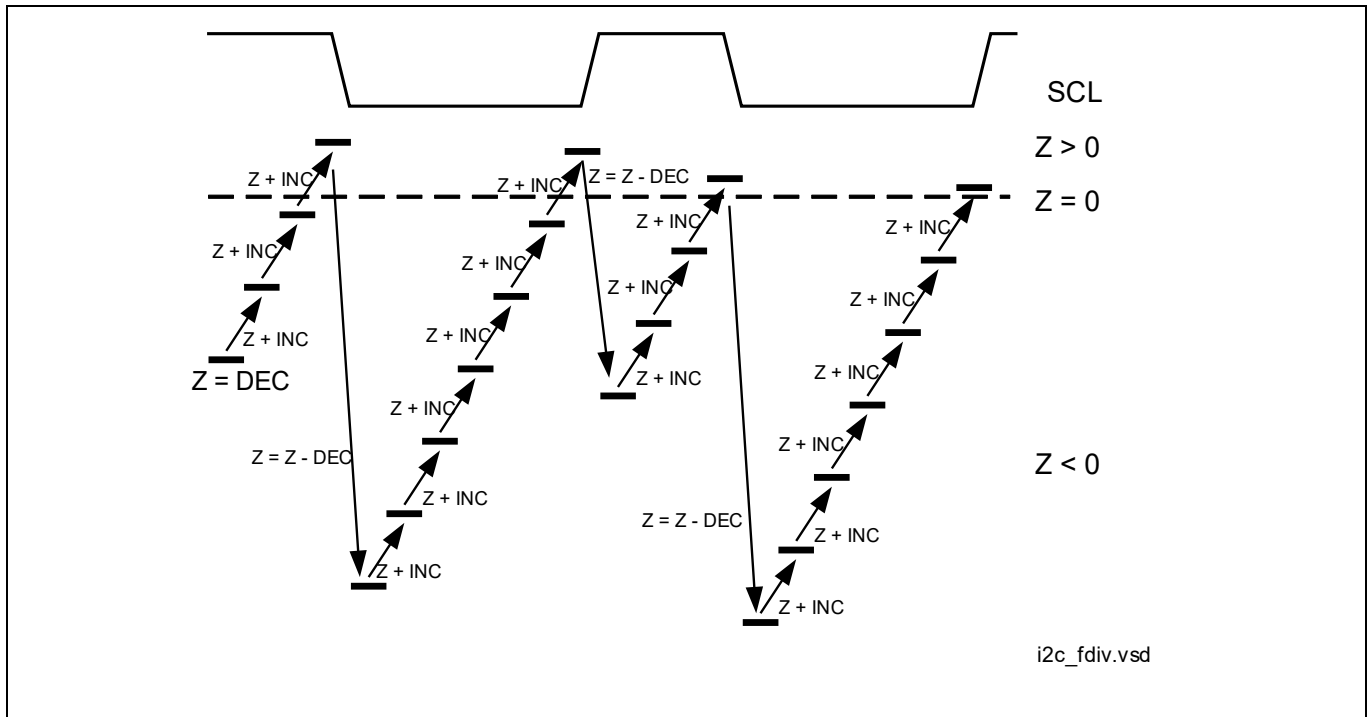 SCL
Z > 0
Z + INC
Z + INC
Z = Z - DEC
Z = 0
Z + INC
Z + INC
Z + INC
Z + INC
Z + INC
Z + INC
Z + INC
Z + INC
Z + INC
Z + INC
Z = DEC
Z + INC
Z + INC
Z + INC
Z = Z - DEC
Z + INC
Z < 0
Z + INC
Z = Z - DEC
Z + INC
Z + INC
Z + INC
i2c_fdiv.vsd